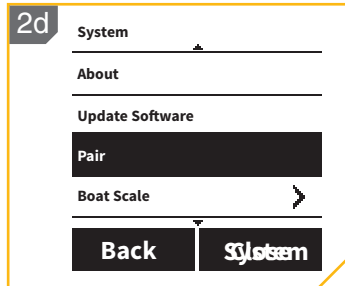 2d
System
About
Update Software
Pair
Boat Scale
Back